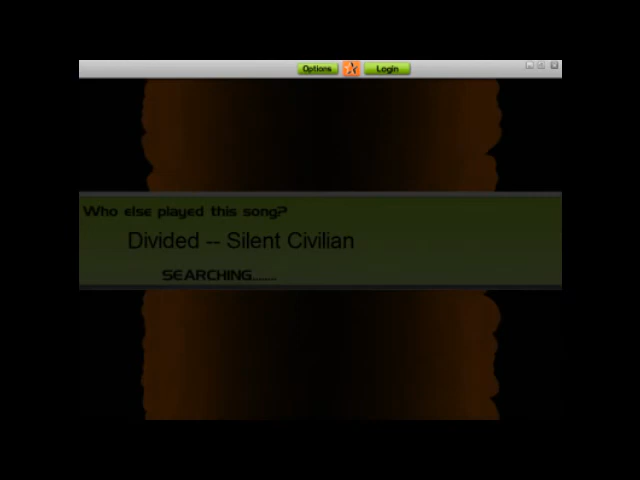 Options
Login
Who else played this song?
Divided -- Silent Civilian
SEARCHING.......